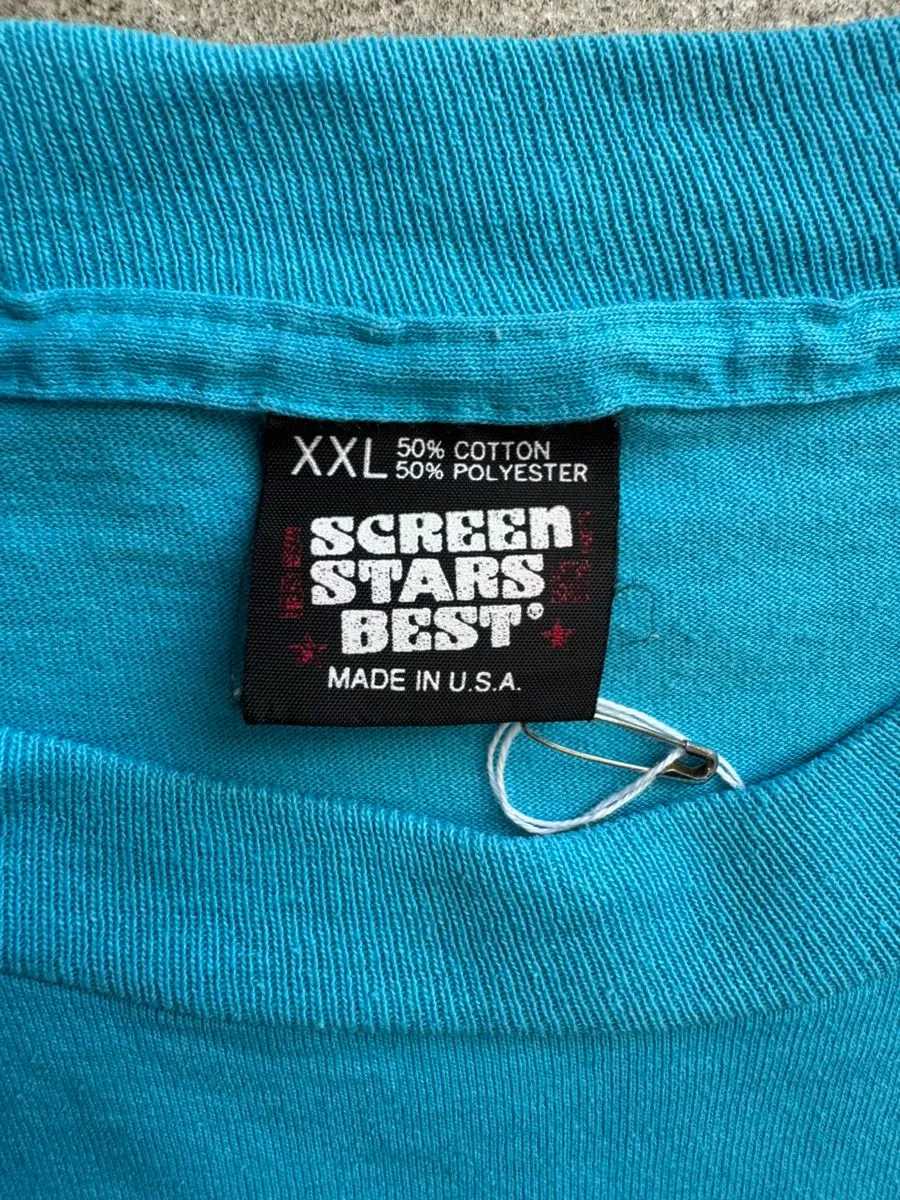 XXL 50% COTTON
50% POLYESTER
SCREEN
STARS
BEST®
MADE IN U.S.A.